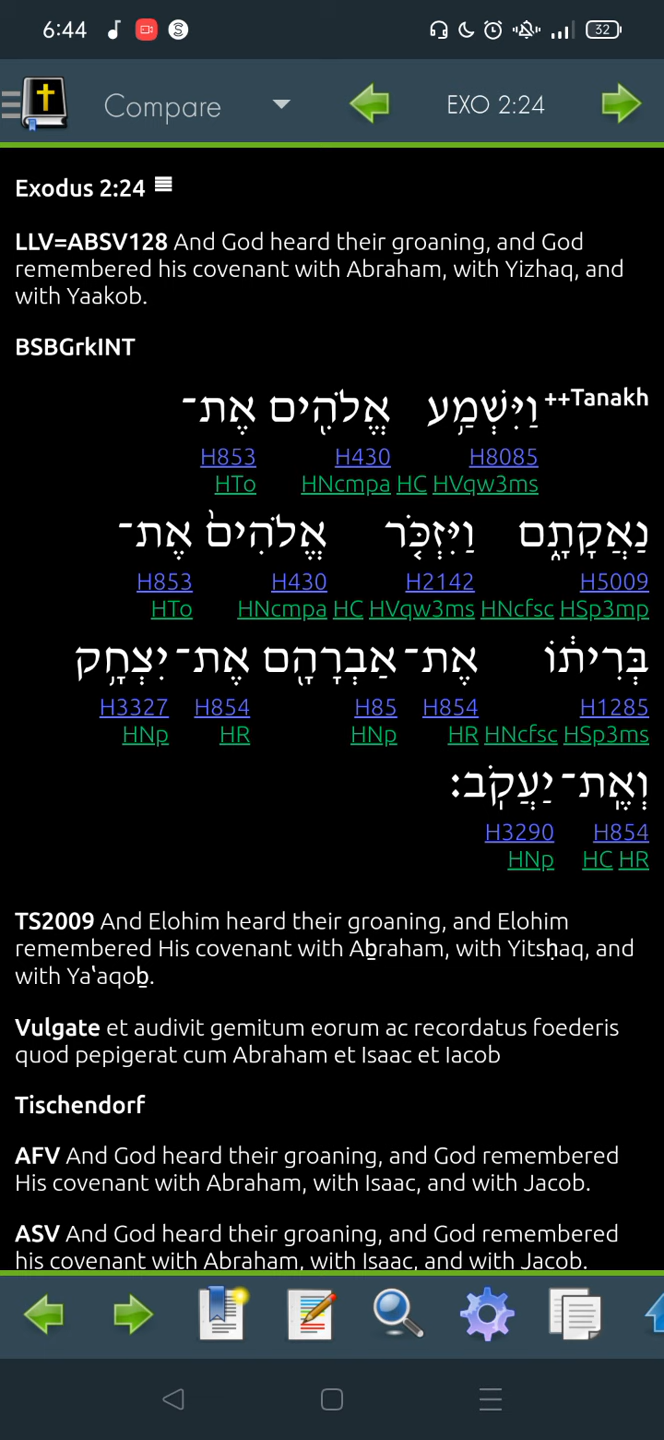 6:44 32
Compare EXO 2:24
Exodus 2:24
LLV=ABSV128 And God heard their groaning, and God
remembered his covenant with Abraham, with Yizhaq, and
with Yaakob.
BSBGrkINT
++Tanakh וַיִּשְׁמַ֥ע אֱלֹהִ֖ים אֶת־
H853 H430 H8085
HTo HNcmpa HC HVqw3ms
נַאֲקָתָ֑ם וַיִּזְכֹּ֤ר אֱלֹהִים֙ אֶת־
H853 H430 H2142 H5009
HTo HNcmpa HC HVqw3ms HNcfsc HSp3mp
בְּרִית֔וֹ אֶת־אַבְרָהָ֖ם אֶת־יִצְחָ֥ק
H3327 H854 H85 H854 H1285
HNp HR HNp HR HNcfsc HSp3ms
וְאֶֽת־יַעֲקֹֽב׃
H3290 H854
HNp HC HR
TS2009 And Elohim heard their groaning, and Elohim
remembered His covenant with Aḇraham, with Yitsḥaq, and
with Yaʽaqoḇ.
Vulgate et audivit gemitum eorum ac recordatus foederis
quod pepigerat cum Abraham et Isaac et Iacob
Tischendorf
AFV And God heard their groaning, and God remembered
His covenant with Abraham, with Isaac, and with Jacob.
ASV And God heard their groaning, and God remembered
his covenant with Abraham, with Isaac, and with Jacob.